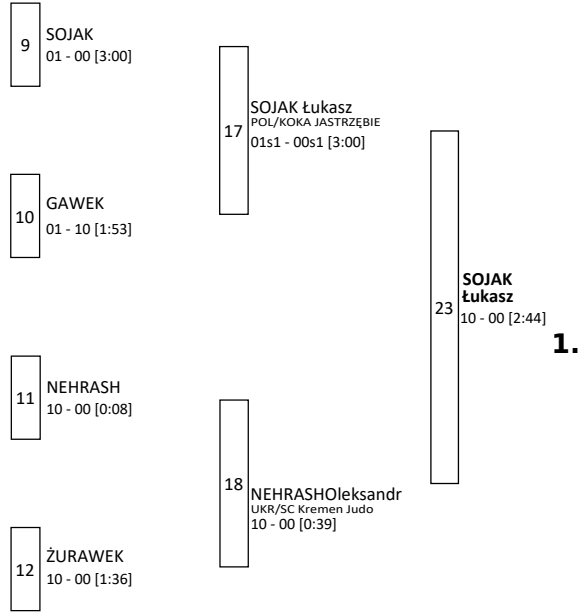 9
SOJAK
01 - 00 [3:00]
17
SOJAK Łukasz
POL/KOKA JASTRZĘBIE
01s1 - 00s1 [3:00]
10
GAWEK
01 - 10 [1:53]
23
SOJAK
Łukasz
10 - 00 [2:44]
1.
11
NEHRASH
10 - 00 [0:08]
18
NEHRASHOleksandr
UKR/SC Kremen Judo
10 - 00 [0:39]
12
ŻURAWEK
10 - 00 [1:36]